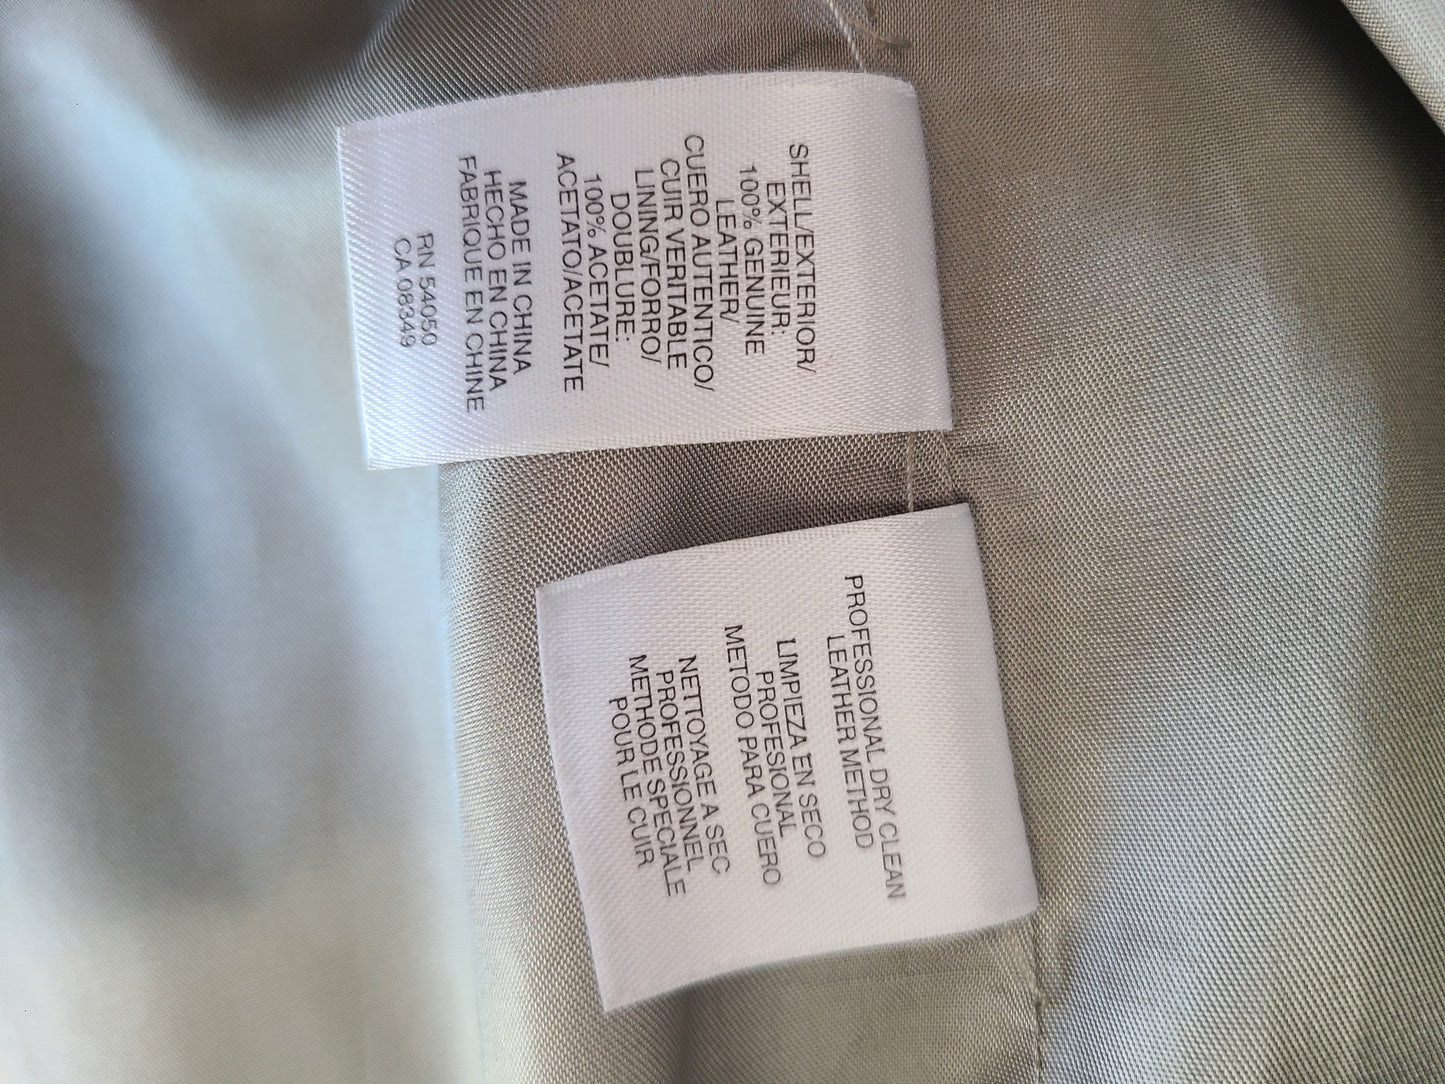 SHELL/EXTERIOR/
EXTERIEUR:
100% GENUINE
LEATHER/
CUERO AUTENTICO/
CUIR VERITABLE
LINING/FORRO/
DOUBLURE:
100% ACETATE/
ACETATO/ACETATE
MADE IN CHINA
HECHO EN CHINA
FABRIQUE EN CHINE
RN 54050
CA 08349
PROFESSIONAL DRY CLEAN
LEATHER METHOD
LIMPIEZA EN SECO
PROFESIONAL
METODO PARA CUERO
NETTOYAGE A SEC
PROFESSIONNEL
METHODE SPECIALE
POUR LE CUIR